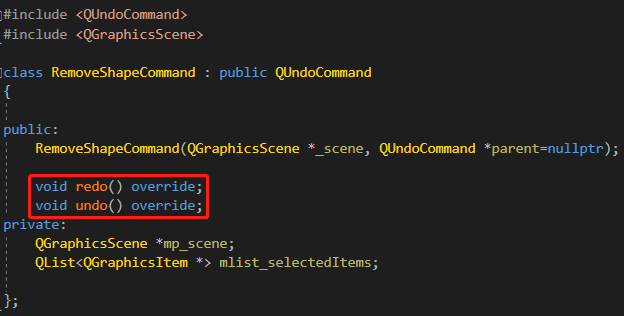 #include <QUndoCommand>
#include <QGraphicsScene>
class RemoveShapeCommand : public QUndoCommand
{
public:
RemoveShapeCommand(QGraphicsScene *_scene, QUndoCommand *parent=nullptr);
void redo() override;
void undo() override;
private:
QGraphicsScene *mp_scene;
QList<QGraphicsItem *> mlist_selectedItems;
};